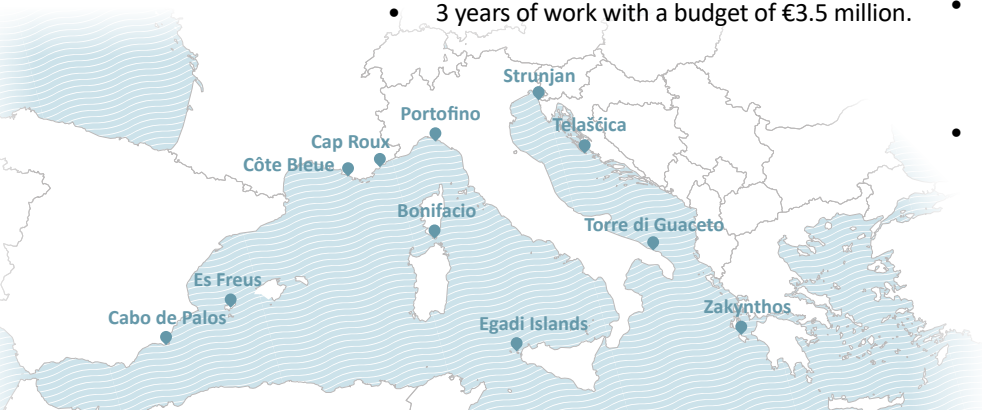 • 3 years of work with a budget of €3.5 million.
•
•
Strunjan
Portofino
Telašćica
Cap Roux
Côte Bleue
Bonifacio
Torre di Guaceto
Es Freus
Zakynthos
Cabo de Palos
Egadi Islands